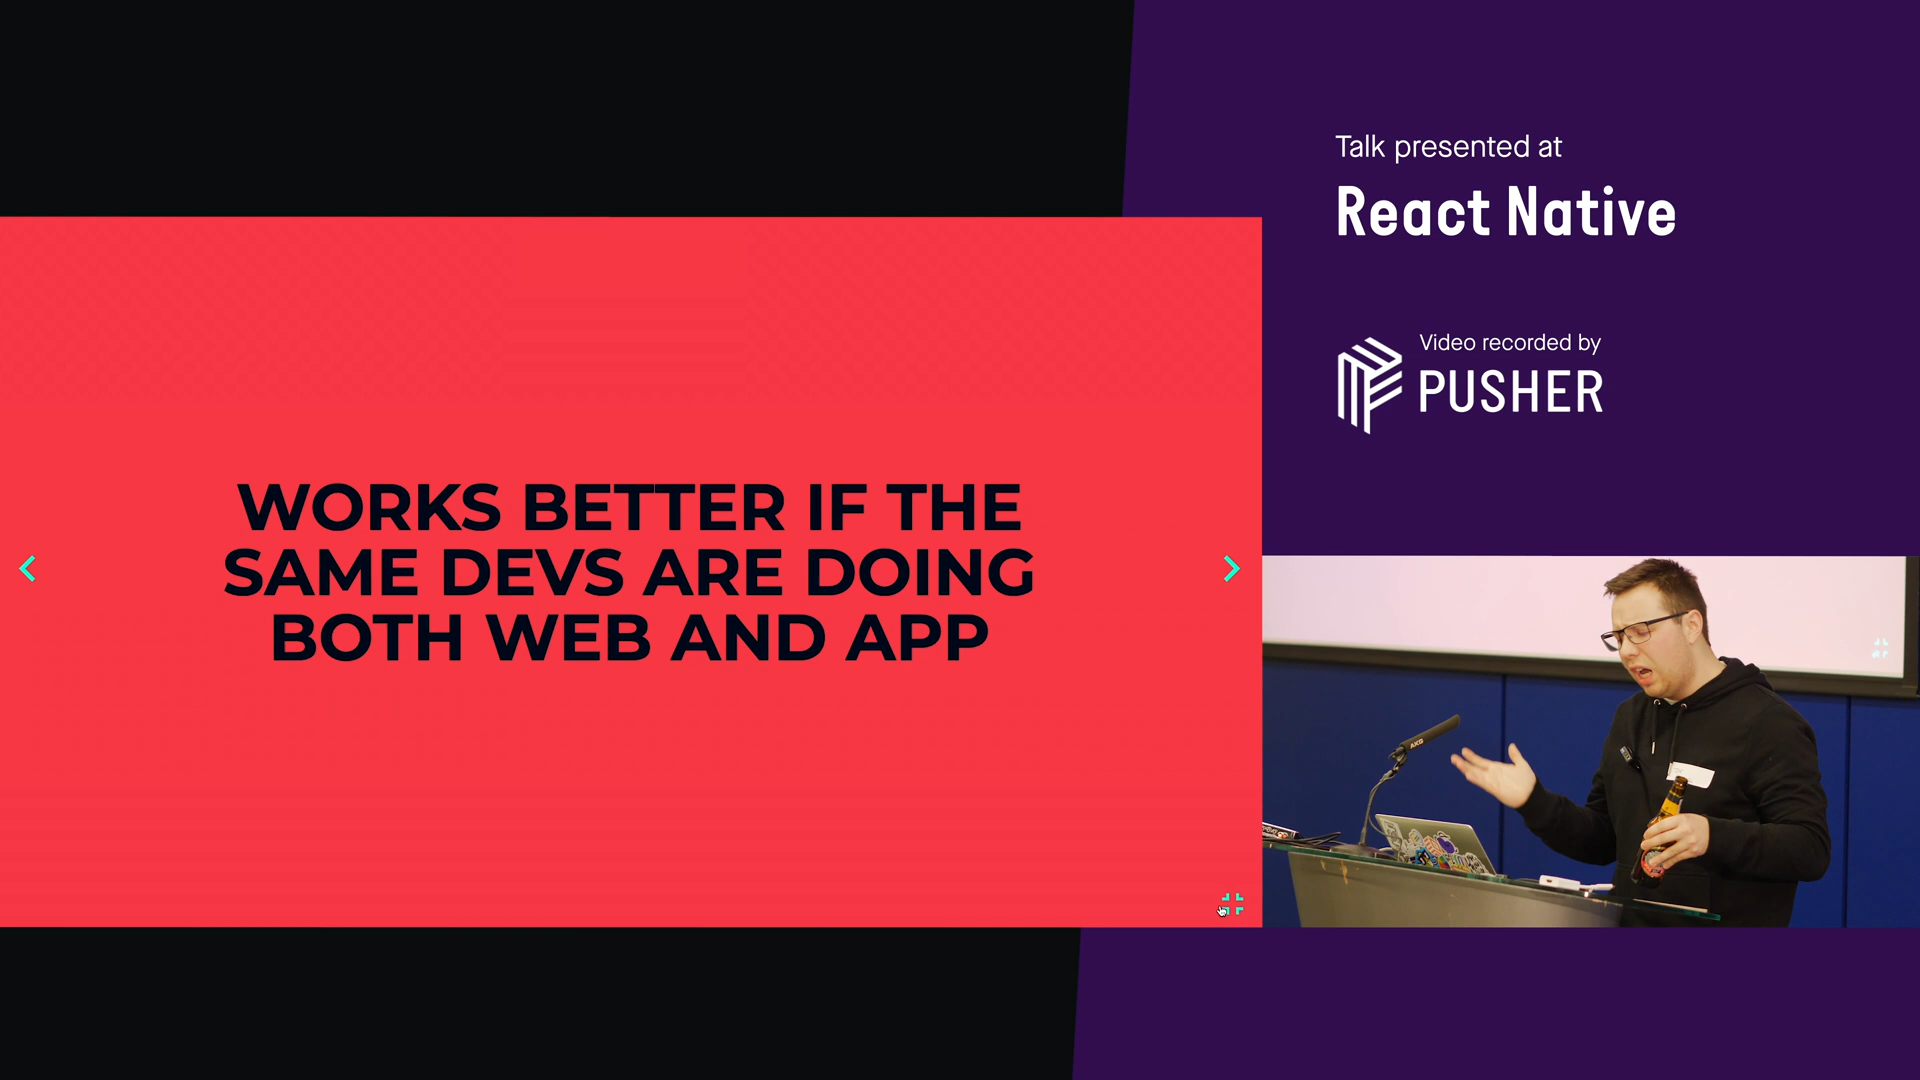 Talk presented at
React Native
Video recorded by
PUSHER
WORKS BETTER IF THE
SAME DEVS ARE DOING
BOTH WEB AND APP
AKG